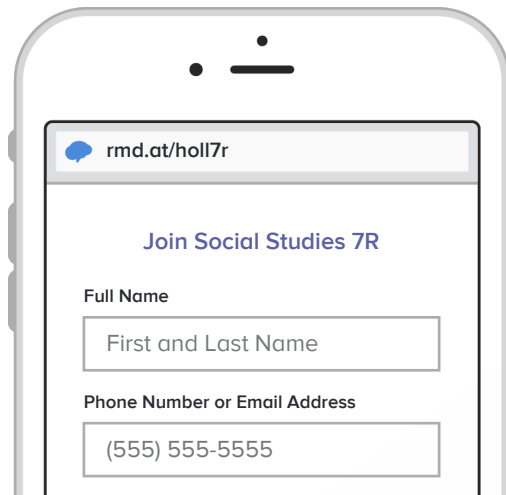 rmd.at/holl7r
Join Social Studies 7R
Full Name
First and Last Name
Phone Number or Email Address
(555) 555-5555